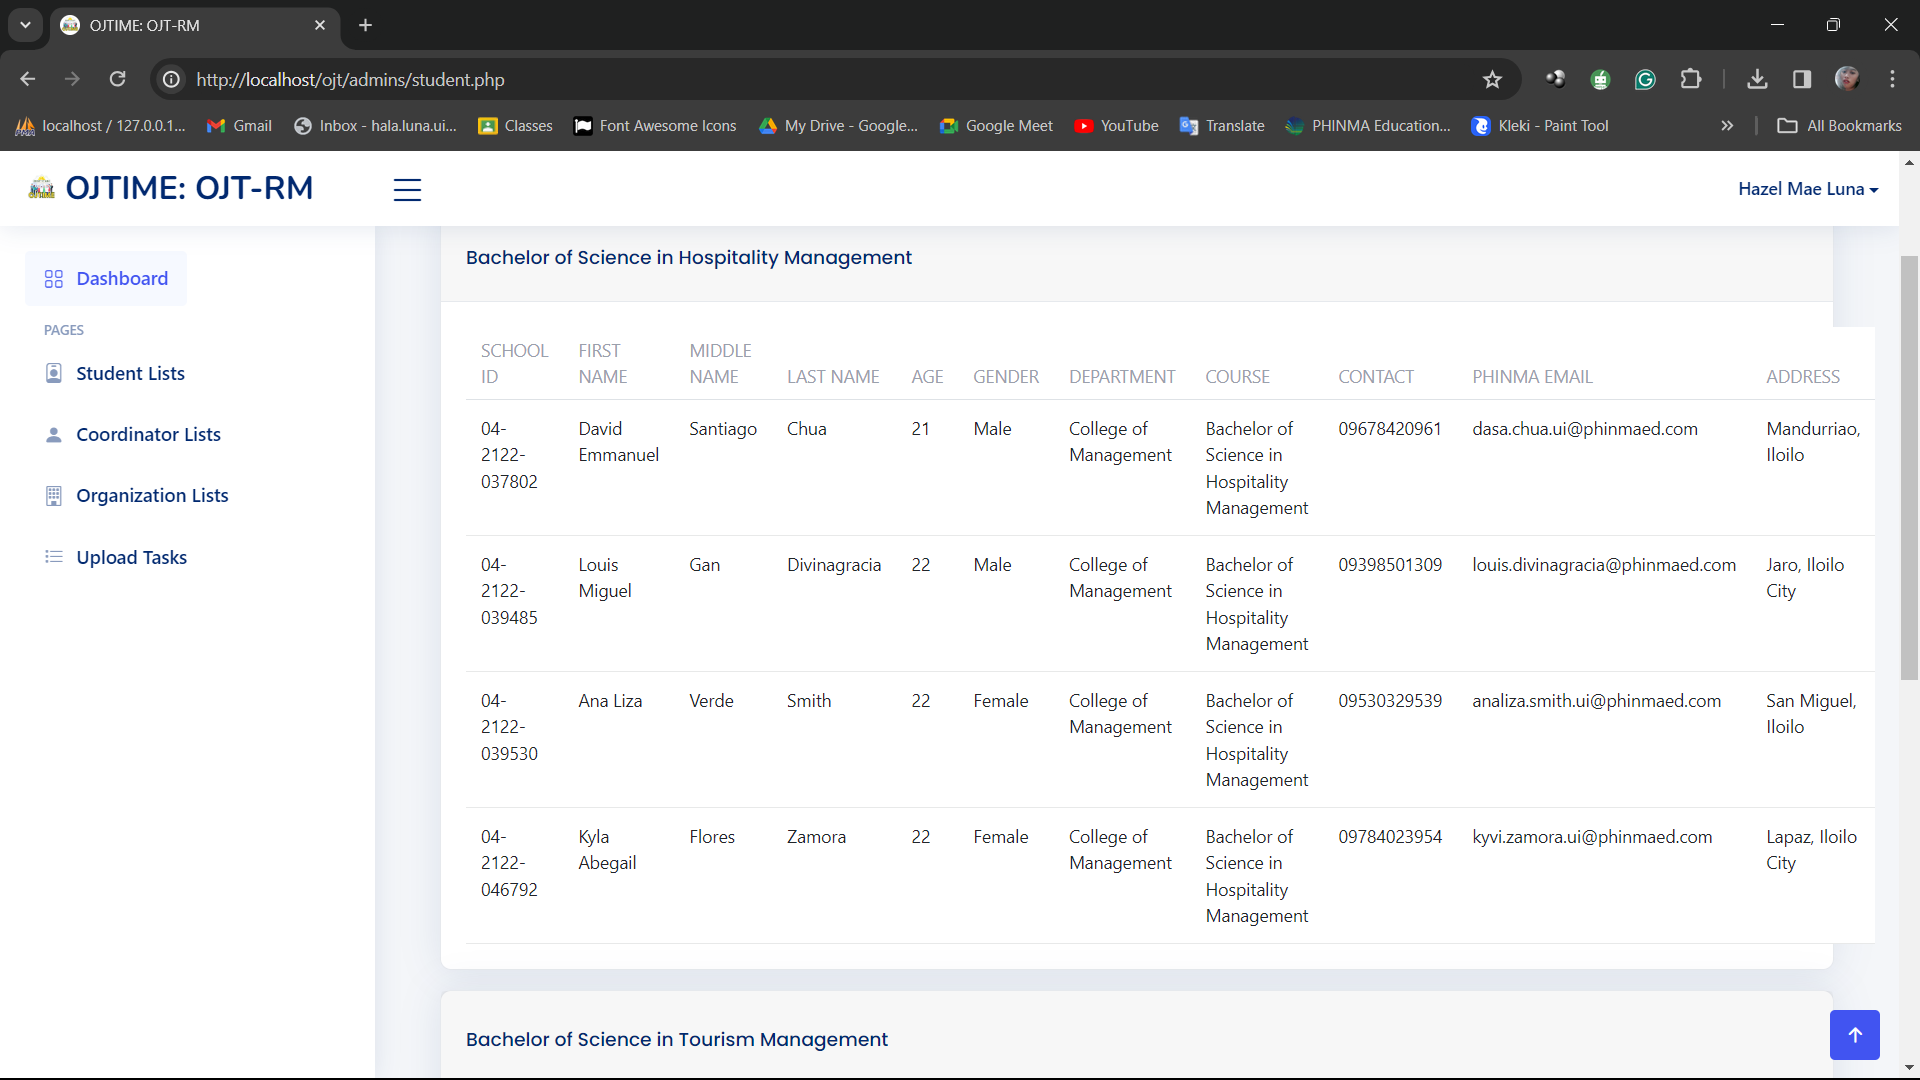 OJTIME: OJT-RM
http://localhost/ojt/admins/student.php
localhost / 127.0.0.1... Gmail Inbox - hala.luna.ui... Classes Font Awesome Icons My Drive - Google... Google Meet YouTube Translate PHINMA Education... Kleki - Paint Tool » All Bookmarks
OJTIME: OJT-RM
Hazel Mae Luna
Dashboard
PAGES
Student Lists
Coordinator Lists
Organization Lists
Upload Tasks
Bachelor of Science in Hospitality Management
SCHOOL FIRST MIDDLE
ID NAME NAME LAST NAME AGE GENDER DEPARTMENT COURSE CONTACT PHINMA EMAIL ADDRESS
04- David Santiago Chua 21 Male College of Bachelor of 09678420961 dasa.chua.ui@phinmaed.com Mandurriao,
2122- Emmanuel Management Science in Iloilo
037802 Hospitality
Management
04- Louis Gan Divinagracia 22 Male College of Bachelor of 09398501309 louis.divinagracia@phinmaed.com Jaro, Iloilo
2122- Miguel Management Science in City
039485 Hospitality
Management
04- Ana Liza Verde Smith 22 Female College of Bachelor of 09530329539 analiza.smith.ui@phinmaed.com San Miguel,
2122- Management Science in Iloilo
039530 Hospitality
Management
04- Kyla Flores Zamora 22 Female College of Bachelor of 09784023954 kyvi.zamora.ui@phinmaed.com Lapaz, Iloilo
2122- Abegail Management Science in City
046792 Hospitality
Management
Bachelor of Science in Tourism Management